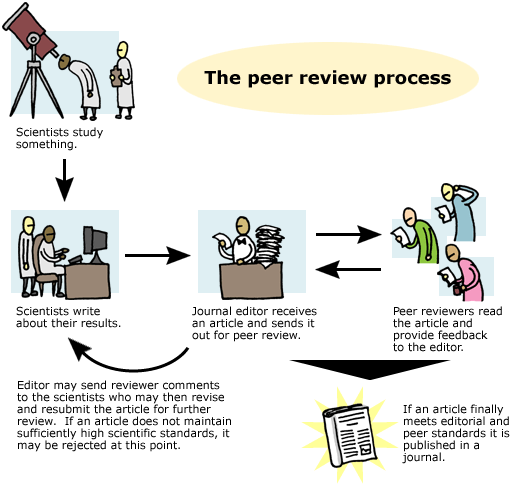 The peer review process
Scientists study
something.
Scientists write
about their results.
Journal editor receives
an article and sends it
out for peer review.
Peer reviewers read
the article and
provide feedback
to the editor.
Editor may send reviewer comments
to the scientists who may then revise
and resubmit the article for further
review.  If an article does not maintain
sufficiently high scientific standards, it
may be rejected at this point.
If an article finally
meets editorial and
peer standards it is
published in a
journal.